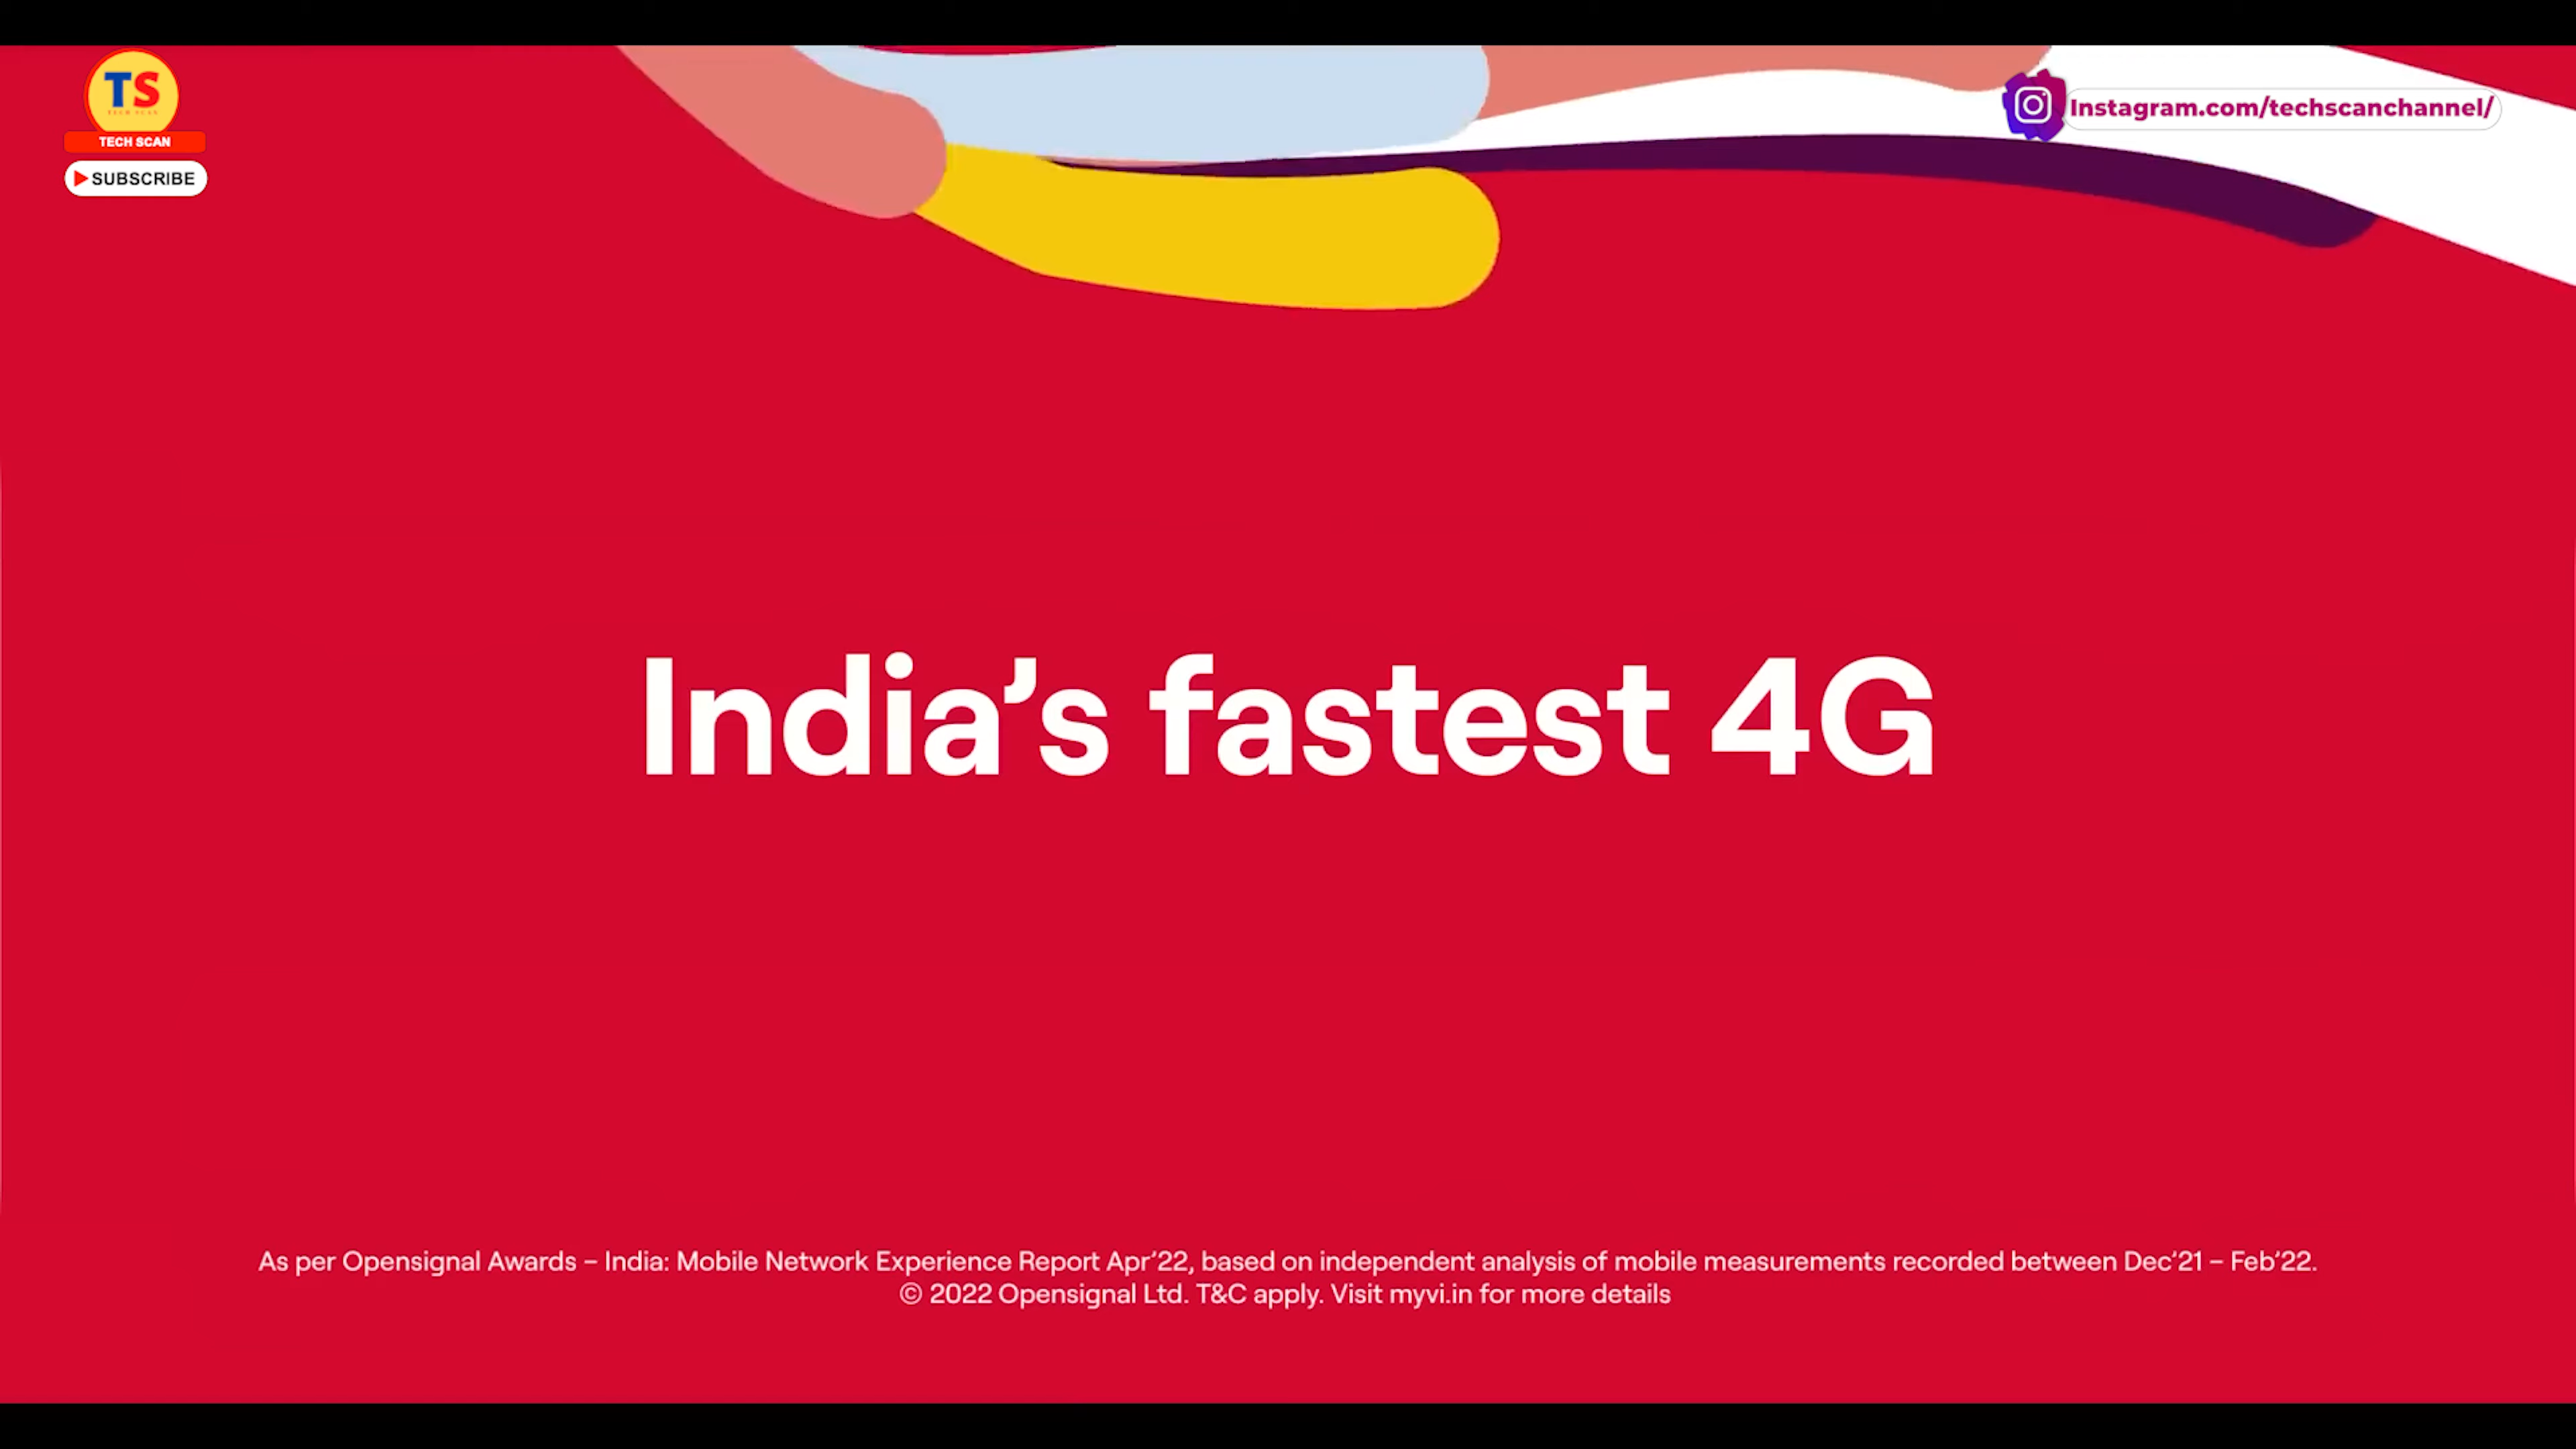 TS
TECH SCAN
TECH SCAN
SUBSCRIBE
Instagram.com/techscanchannel/
India’s fastest 4G
As per Opensignal Awards – India: Mobile Network Experience Report Apr’22, based on independent analysis of mobile measurements recorded between Dec’21 – Feb’22.
© 2022 Opensignal Ltd. T&C apply. Visit myvi.in for more details